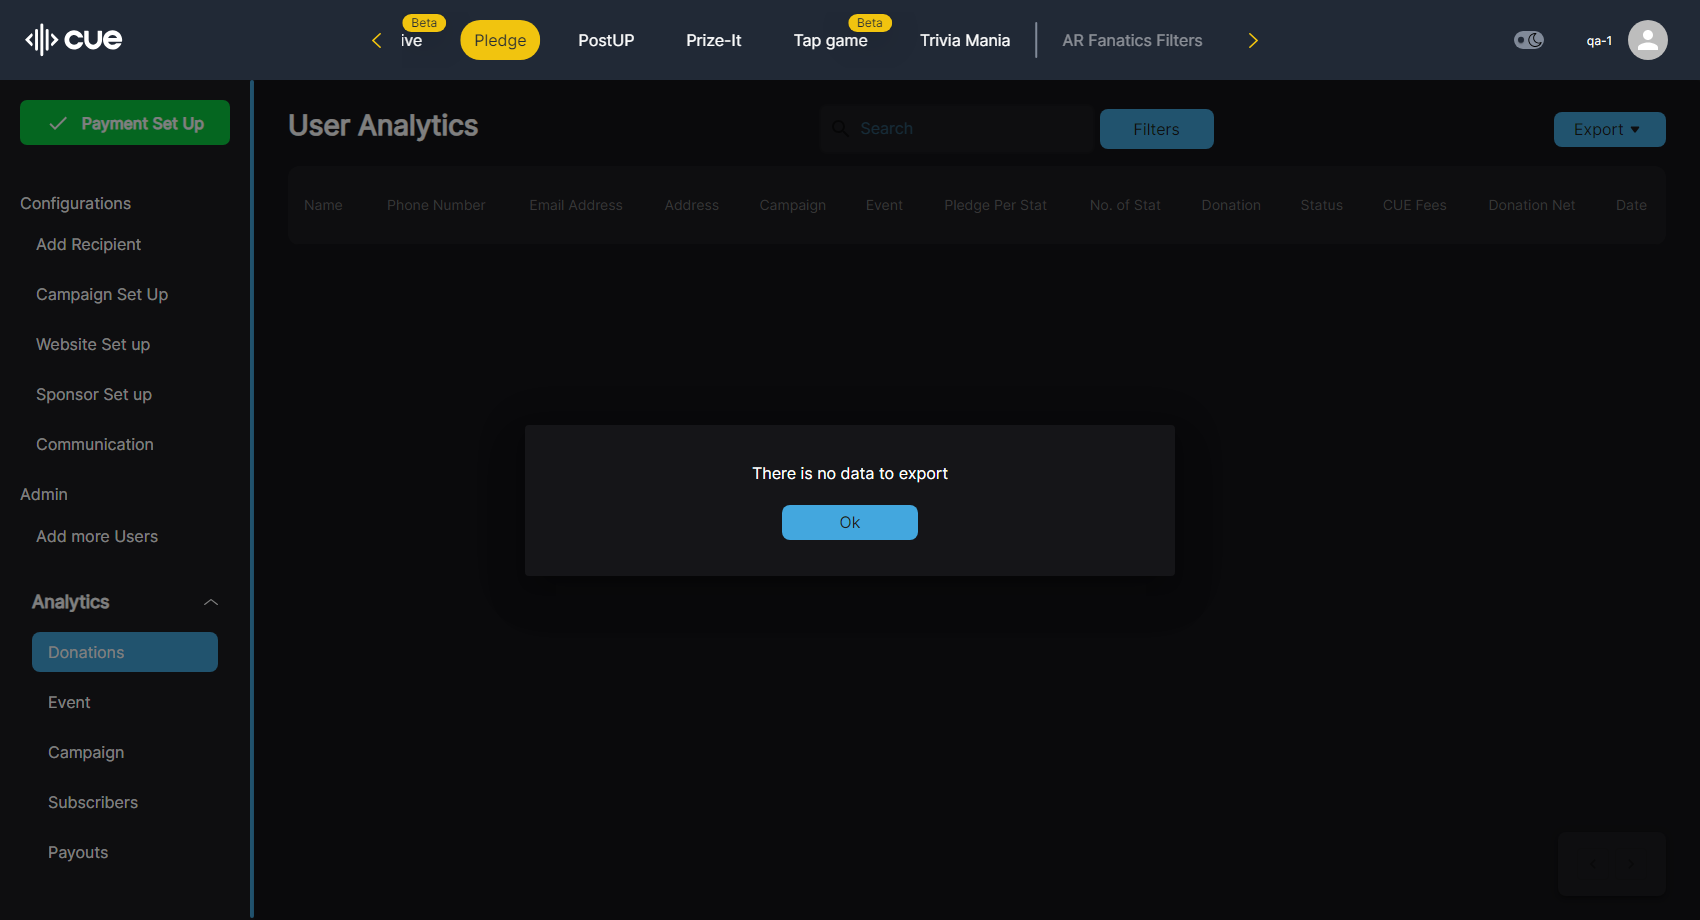 cue
Beta
ive
Pledge
PostUP
Prize-It
Beta
Tap game
Trivia Mania
AR Fanatics Filters
qa-1
Payment Set Up
Configurations
Add Recipient
Campaign Set Up
Website Set up
Sponsor Set up
Communication
Admin
Add more Users
Analytics
Donations
Event
Campaign
Subscribers
Payouts
User Analytics
Search
Filters
Export
Name Phone Number Email Address Address Campaign Event Pledge Per Stat No. of Stat Donation Status CUE Fees Donation Net Date
There is no data to export
Ok